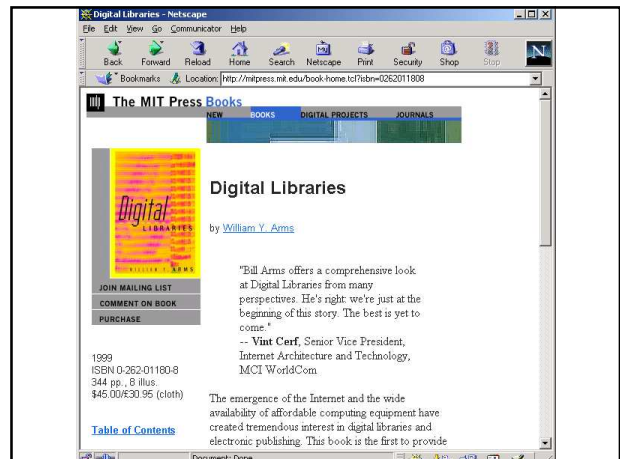 Digital Libraries - Netscape
File Edit View Go Communicator Help
Back Forward Reload Home Search Netscape Print Security Shop Stop
Bookmarks Location: http://mitpress.mit.edu/book-home.tcl?isbn=0262011808
The MIT Press Books
NEW BOOKS DIGITAL PROJECTS JOURNALS
Digital
LIBRARIES
WILLIAM Y. ARMS
JOIN MAILING LIST
COMMENT ON BOOK
PURCHASE
1999
ISBN 0-262-01180-8
344 pp., 8 illus.
$45.00/£30.95 (cloth)
Table of Contents
Digital Libraries
by William Y. Arms
"Bill Arms offers a comprehensive look
at Digital Libraries from many
perspectives. He's right: we're just at the
beginning of this story. The best is yet to
come."
-- Vint Cerf, Senior Vice President,
Internet Architecture and Technology,
MCI WorldCom
The emergence of the Internet and the wide
availability of affordable computing equipment have
created tremendous interest in digital libraries and
electronic publishing. This book is the first to provide
Document: Done